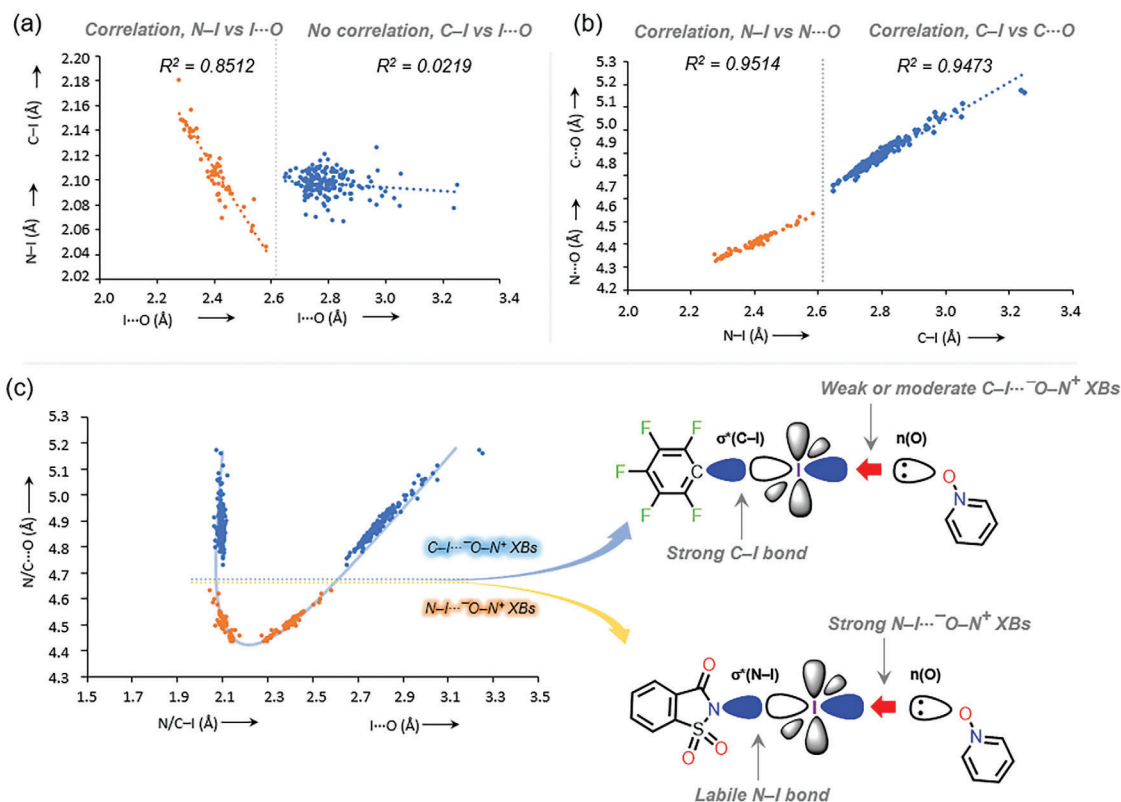 (a)
Correlation, N–I vs I···O
No correlation, C–I vs I···O
R² = 0.8512
R² = 0.0219
C–I (Å)
N–I (Å)
2.20
2.18
2.16
2.14
2.12
2.10
2.08
2.06
2.04
2.02
2.0
2.2
2.4
2.6
2.8
3.0
3.2
3.4
I···O (Å)
I···O (Å)
(b)
Correlation, N–I vs N···O
Correlation, C–I vs C···O
R² = 0.9514
R² = 0.9473
C···O (Å)
N···O (Å)
5.3
5.2
5.1
5.0
4.9
4.8
4.7
4.6
4.5
4.4
4.3
4.2
2.0
2.2
2.4
2.6
2.8
3.0
3.2
3.4
N–I (Å)
C–I (Å)
(c)
N/C···O (Å)
5.3
5.2
5.1
5.0
4.9
4.8
4.7
4.6
4.5
4.4
4.3
1.5
1.7
1.9
2.1
2.3
2.5
2.7
2.9
3.1
3.3
3.5
N/C–I (Å)
I···O (Å)
C–I···⁻O–N⁺ XBs
N–I···⁻O–N⁺ XBs
Weak or moderate C–I···⁻O–N⁺ XBs
σ*(C–I)
n(O)
F
F
F
F
F
C
I
O
N
Strong C–I bond
Strong N–I···⁻O–N⁺ XBs
σ*(N–I)
n(O)
O
N
S
O
O
I
O
N
Labile N–I bond